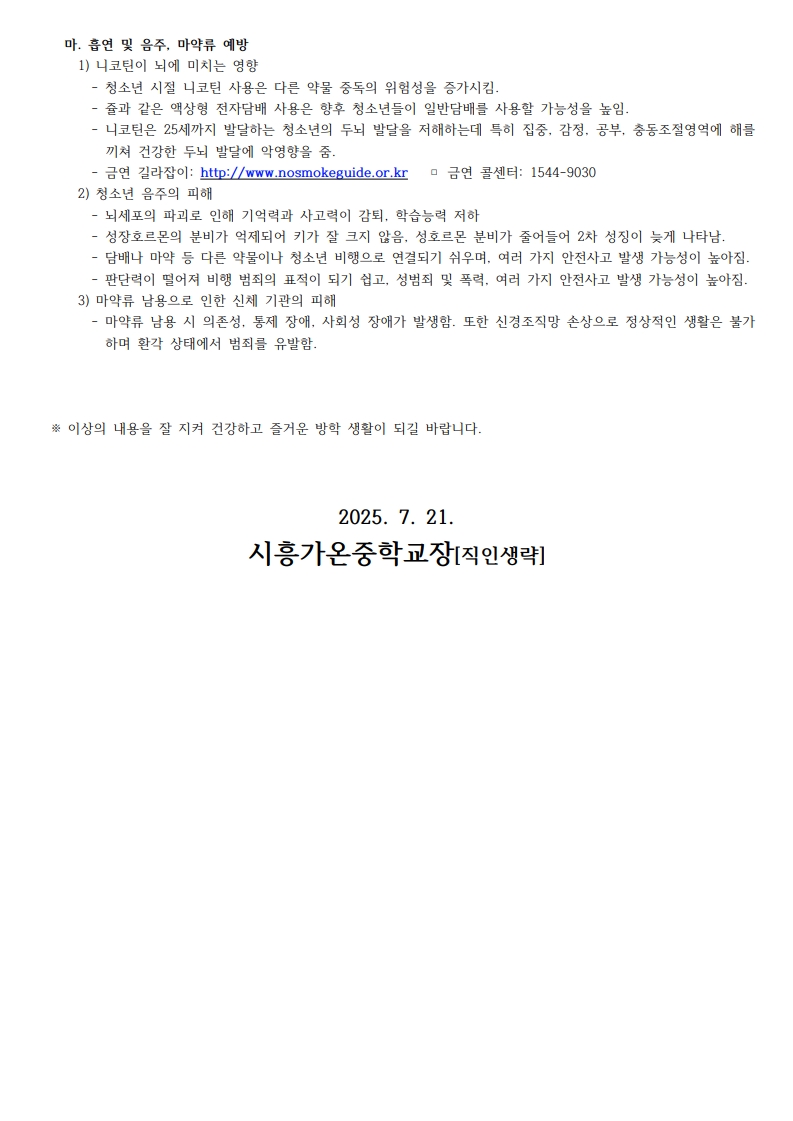 마. 흡연 및 음주, 마약류 예방
1) 니코틴이 뇌에 미치는 영향
- 청소년 시절 니코틴 사용은 다른 약물 중독의 위험성을 증가시킴.
- 쥴과 같은 액상형 전자담배 사용은 향후 청소년들이 일반담배를 사용할 가능성을 높임.
- 니코틴은 25세까지 발달하는 청소년의 두뇌 발달을 저해하는데 특히 집중, 감정, 공부, 충동조절영역에 해를
끼쳐 건강한 두뇌 발달에 악영향을 줌.
- 금연 길라잡이: http://www.nosmokeguide.or.kr □ 금연 콜센터: 1544-9030
2) 청소년 음주의 피해
- 뇌세포의 파괴로 인해 기억력과 사고력이 감퇴, 학습능력 저하
- 성장호르몬의 분비가 억제되어 키가 잘 크지 않음, 성호르몬 분비가 줄어들어 2차 성징이 늦게 나타남.
- 담배나 마약 등 다른 약물이나 청소년 비행으로 연결되기 쉬우며, 여러 가지 안전사고 발생 가능성이 높아짐.
- 판단력이 떨어져 비행 범죄의 표적이 되기 쉽고, 성범죄 및 폭력, 여러 가지 안전사고 발생 가능성이 높아짐.
3) 마약류 남용으로 인한 신체 기관의 피해
- 마약류 남용 시 의존성, 통제 장애, 사회성 장애가 발생함. 또한 신경조직망 손상으로 정상적인 생활은 불가
하며 환각 상태에서 범죄를 유발함.
※ 이상의 내용을 잘 지켜 건강하고 즐거운 방학 생활이 되길 바랍니다.
2025. 7. 21.
시흥가온중학교장[직인생략]